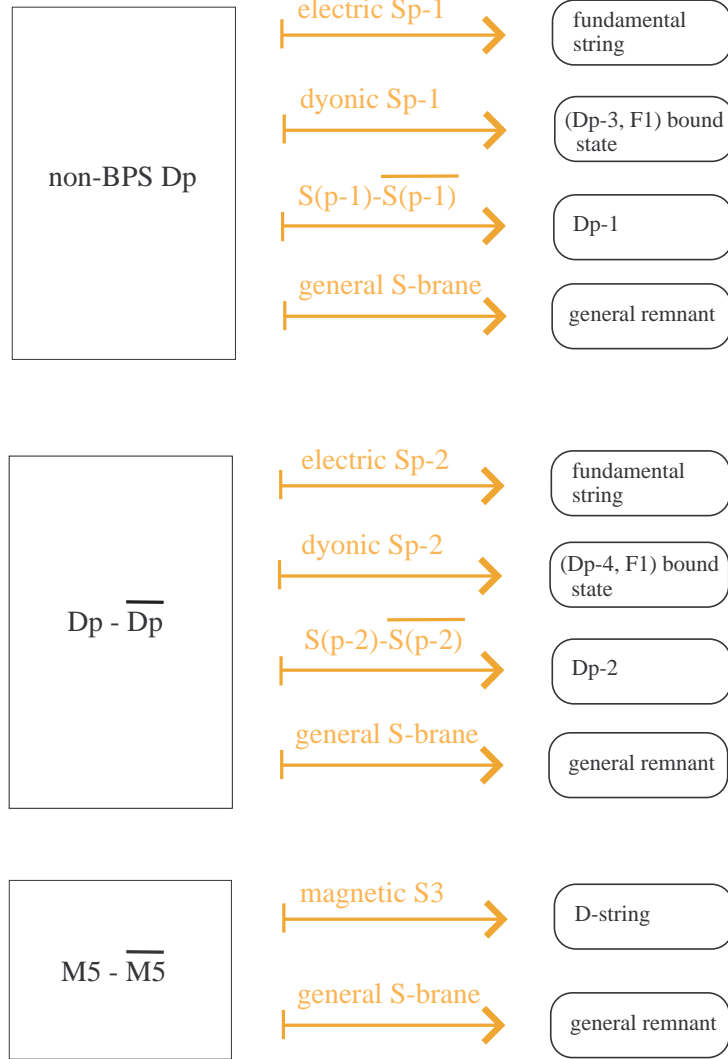 electric Sp-1
fundamental
string
dyonic Sp-1
(Dp-3, F1) bound
state
non-BPS Dp
S(p-1)-S̅(̅p̅-̅1̅)̅
Dp-1
general S-brane
general remnant
electric Sp-2
fundamental
string
dyonic Sp-2
(Dp-4, F1) bound
state
Dp - D̅p̅
S(p-2)-S̅(̅p̅-̅2̅)̅
Dp-2
general S-brane
general remnant
magnetic S3
D-string
M5 - M̅5̅
general S-brane
general remnant